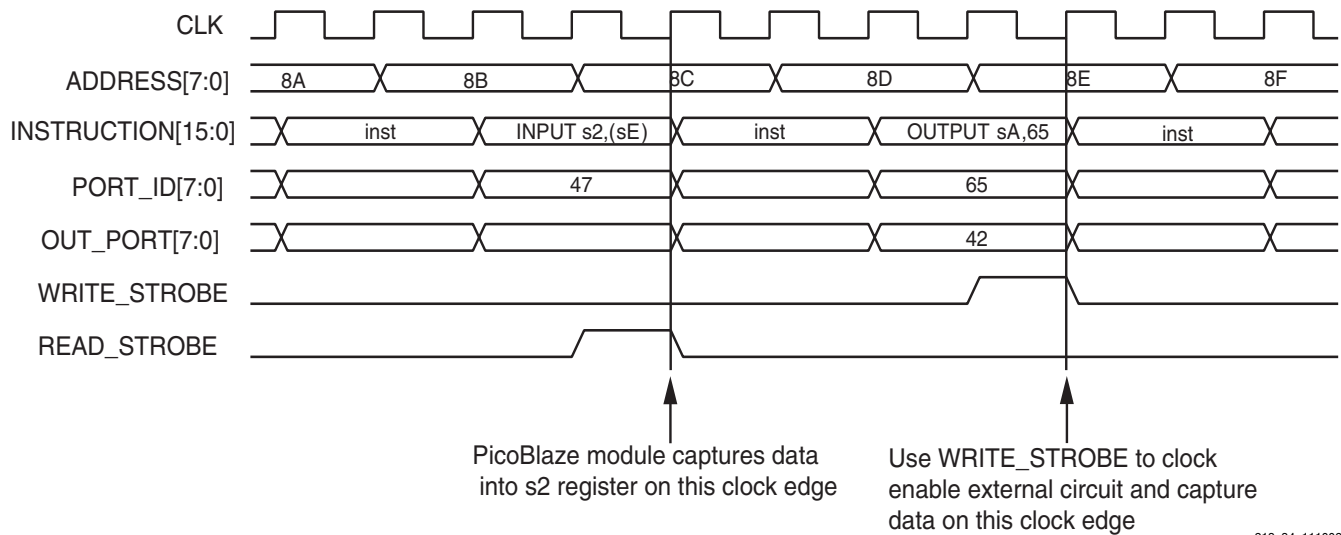 CLK
ADDRESS[7:0] 8A 8B 8C 8D 8E 8F
INSTRUCTION[15:0] inst INPUT s2,(sE) inst OUTPUT sA,65 inst
PORT_ID[7:0] 47 65
OUT_PORT[7:0] 42
WRITE_STROBE
READ_STROBE
PicoBlaze module captures data
into s2 register on this clock edge
Use WRITE_STROBE to clock
enable external circuit and capture
data on this clock edge